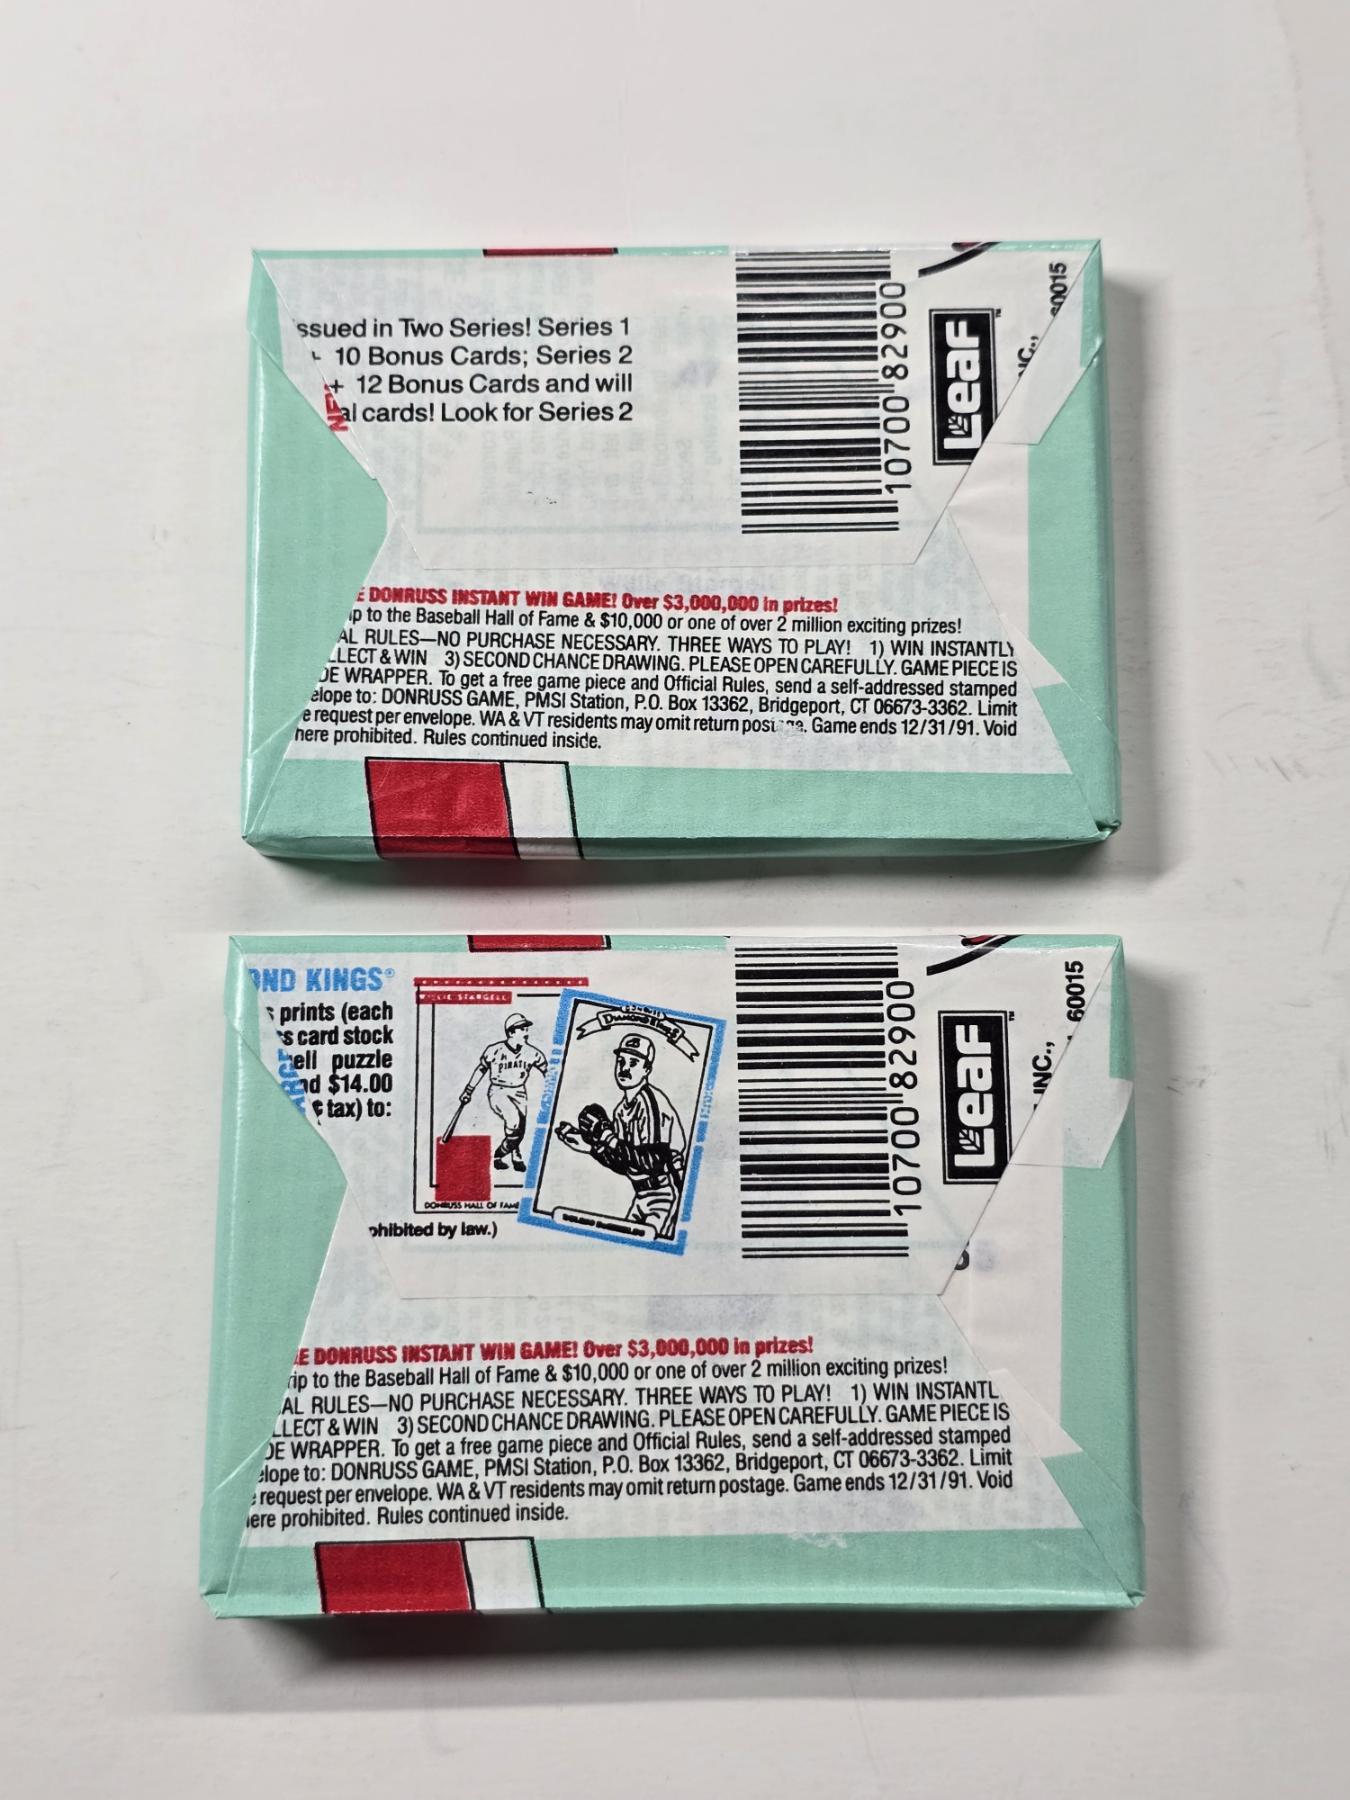 ssued in Two Series! Series 1
10 Bonus Cards; Series 2
+ 12 Bonus Cards and will
al cards! Look for Series 2
10700 82900
Leaf
™
INC.,
60015
E DONRUSS INSTANT WIN GAME! Over $3,000,000 in prizes!
ip to the Baseball Hall of Fame & $10,000 or one of over 2 million exciting prizes!
AL RULES—NO PURCHASE NECESSARY. THREE WAYS TO PLAY! 1) WIN INSTANTLY
LLECT & WIN 3) SECOND CHANCE DRAWING. PLEASE OPEN CAREFULLY. GAME PIECE IS
DE WRAPPER. To get a free game piece and Official Rules, send a self-addressed stamped
elope to: DONRUSS GAME, PMSI Station, P.O. Box 13362, Bridgeport, CT 06673-3362. Limit
e request per envelope. WA & VT residents may omit return postage. Game ends 12/31/91. Void
here prohibited. Rules continued inside.
OND KINGS®
s prints (each
s card stock
ell puzzle
nd $14.00
¢ tax) to:
ARGE
WILLIE STARGELL
PIRATE
DONRUSS HALL OF FAME
Diamond Kings
ohibited by law.)
10700 82900
Leaf
™
INC.,
60015
E DONRUSS INSTANT WIN GAME! Over $3,000,000 in prizes!
rip to the Baseball Hall of Fame & $10,000 or one of over 2 million exciting prizes!
AL RULES—NO PURCHASE NECESSARY. THREE WAYS TO PLAY! 1) WIN INSTANTL
LLECT & WIN 3) SECOND CHANCE DRAWING. PLEASE OPEN CAREFULLY. GAME PIECE IS
DE WRAPPER. To get a free game piece and Official Rules, send a self-addressed stamped
elope to: DONRUSS GAME, PMSI Station, P.O. Box 13362, Bridgeport, CT 06673-3362. Limit
e request per envelope. WA & VT residents may omit return postage. Game ends 12/31/91. Void
ere prohibited. Rules continued inside.